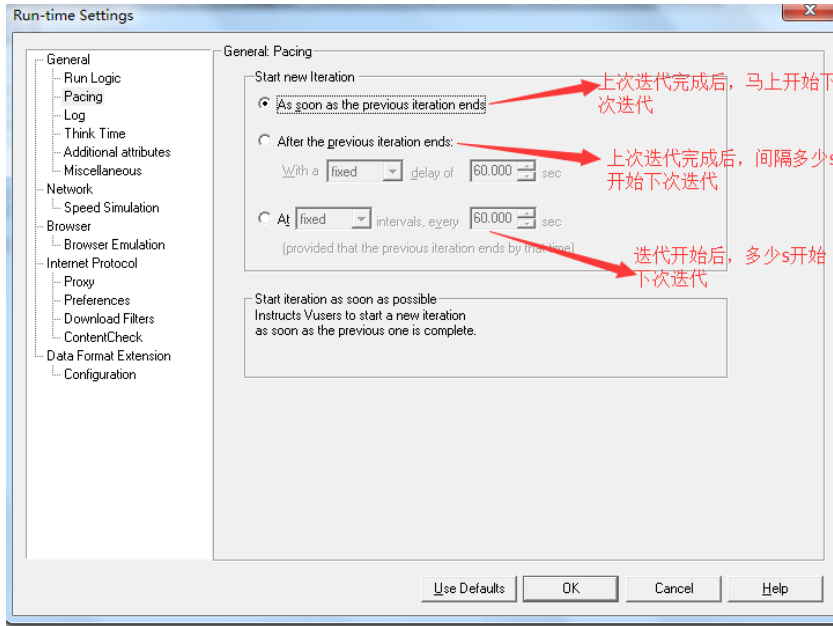 Run-time Settings
General
Run Logic
Pacing
Log
Think Time
Additional attributes
Miscellaneous
Network
Speed Simulation
Browser
Browser Emulation
Internet Protocol
Proxy
Preferences
Download Filters
ContentCheck
Data Format Extension
Configuration
General: Pacing
Start new Iteration
As soon as the previous iteration ends
上次迭代完成后，马上开始下
次迭代
After the previous iteration ends:
With a fixed delay of 60.000 sec
上次迭代完成后，间隔多少s
开始下次迭代
At fixed intervals, every 60.000 sec
(provided that the previous iteration ends by that time)
迭代开始后，多少s开始
下次迭代
Start iteration as soon as possible
Instructs Vusers to start a new iteration
as soon as the previous one is complete.
Use Defaults
OK
Cancel
Help